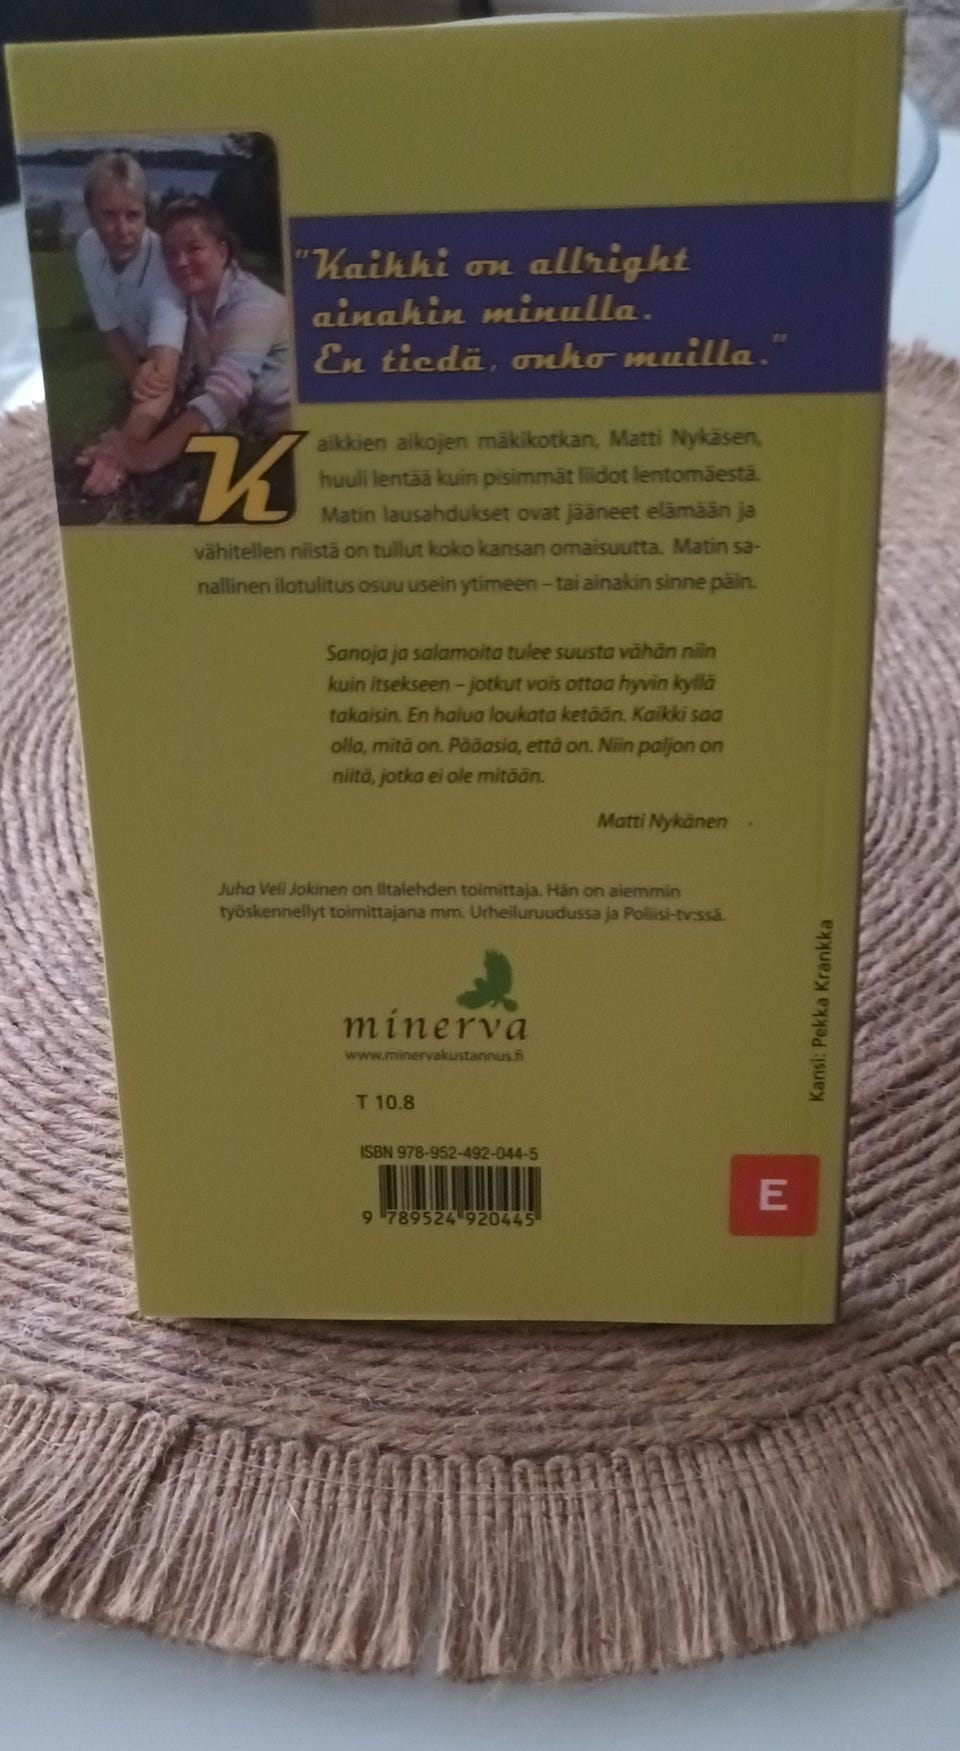 "Kaikki on allright
ainakin minulla.
En tiedä, onko muilla."
Kaikkien aikojen mäkikotkan, Matti Nykäsen,
huuli lentää kuin pisimmät liidot lentomäestä.
Matin lausahdukset ovat jääneet elämään ja
vähitellen niistä on tullut koko kansan omaisuutta. Matin sa-
nallinen ilotulitus osuu usein ytimeen – tai ainakin sinne päin.
Sanoja ja salamoita tulee suusta vähän niin
kuin itsekseen – jotkut vois ottaa hyvin kyllä
takaisin. En halua loukata ketään. Kaikki saa
olla, mitä on. Pääasia, että on. Niin paljon on
niitä, jotka ei ole mitään.
Matti Nykänen
Juha Veli Jokinen on Iltalehden toimittaja. Hän on aiemmin
työskennellyt toimittajana mm. Urheiluruudussa ja Poliisi-tv:ssä.
minerva
www.minervakustannus.fi
T 10.8
ISBN 978-952-492-044-5
9 789524 920445
Kansi: Pekka Krankka
E